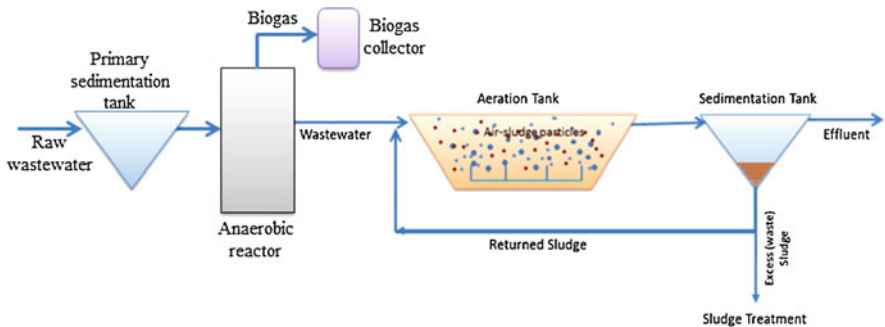 Biogas
Biogas
collector
Primary
sedimentation
tank
Raw
wastewater
Anaerobic
reactor
Wastewater
Aeration Tank
Air-sludge particles
Sedimentation Tank
Effluent
Returned Sludge
Excess (waste)
Sludge
Sludge Treatment